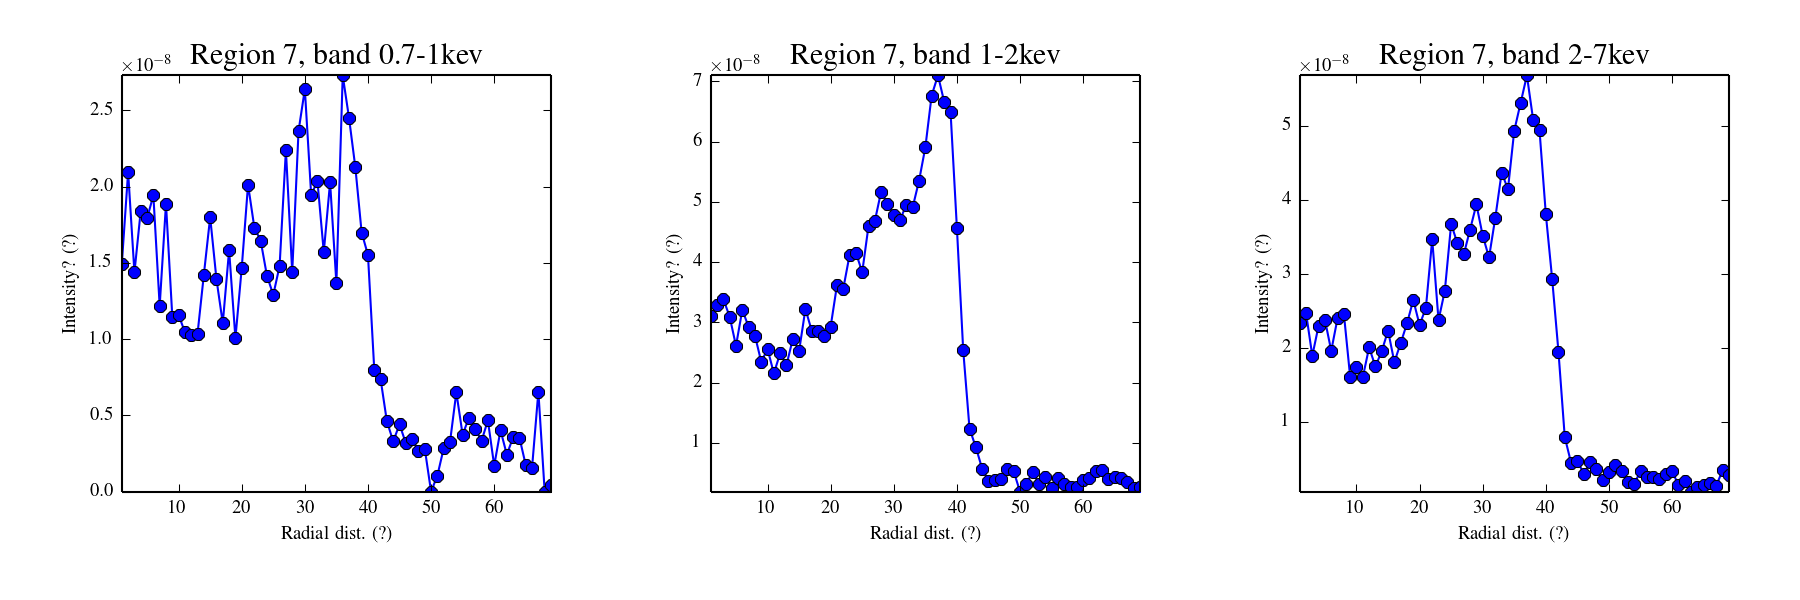 Region 7, band 0.7-1kev
×10⁻⁸
2.5
2.0
1.5
1.0
0.5
0.0
10 20 30 40 50 60
Radial dist. (?)
Intensity? (?)
Region 7, band 1-2kev
×10⁻⁸
7
6
5
4
3
2
1
10 20 30 40 50 60
Radial dist. (?)
Intensity? (?)
Region 7, band 2-7kev
×10⁻⁸
5
4
3
2
1
10 20 30 40 50 60
Radial dist. (?)
Intensity? (?)